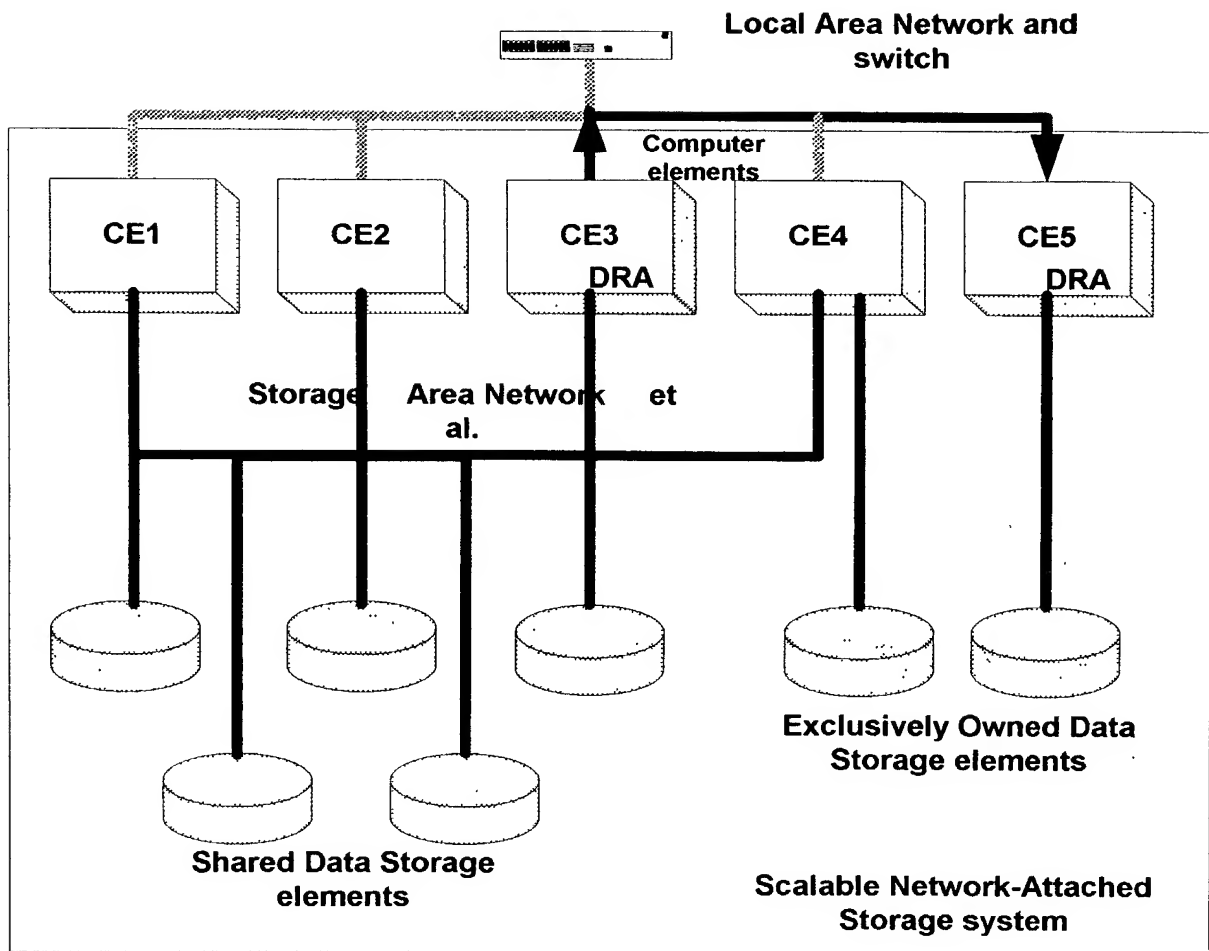 Local Area Network and
switch
Computer
elements
CE1
CE2
CE3
DRA
CE4
CE5
DRA
Storage Area Network et
al.
Exclusively Owned Data
Storage elements
Shared Data Storage
elements
Scalable Network-Attached
Storage system